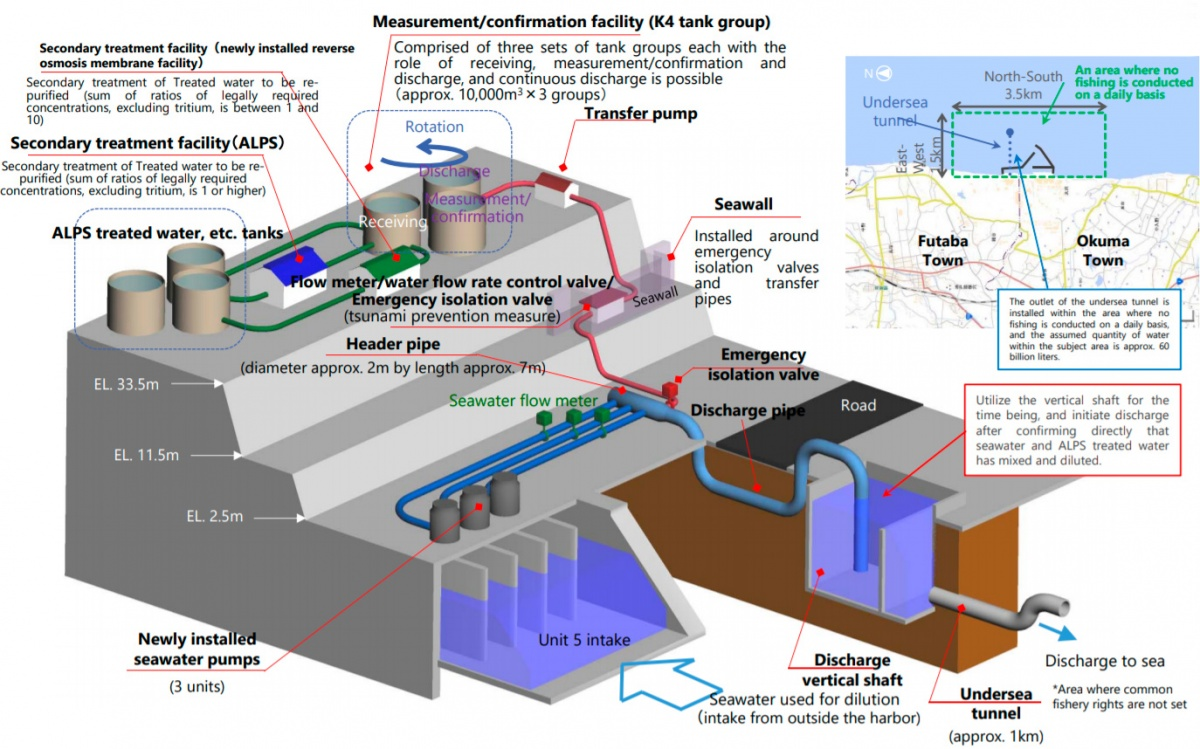 Measurement/confirmation facility (K4 tank group)
Comprised of three sets of tank groups each with the
role of receiving, measurement/confirmation and
discharge, and continuous discharge is possible
(approx. 10,000m³ × 3 groups)
Secondary treatment facility (newly installed reverse
osmosis membrane facility)
Secondary treatment of Treated water to be re-
purified (sum of ratios of legally required
concentrations, excluding tritium, is between 1 and
10)
Secondary treatment facility(ALPS)
Secondary treatment of Treated water to be re-
purified (sum of ratios of legally required
concentrations, excluding tritium, is 1 or higher)
ALPS treated water, etc. tanks
Rotation
Discharge
Measurement/
Confirmation
Receiving
Transfer pump
Seawall
Installed around
emergency
isolation valves
and transfer
pipes
Seawall
Flow meter/water flow rate control valve/
Emergency isolation valve
(tsunami prevention measure)
Header pipe
(diameter approx. 2m by length approx. 7m)
Seawater flow meter
Emergency
isolation valve
Discharge pipe
Road
EL. 33.5m
EL. 11.5m
EL. 2.5m
N
North-South
3.5km
An area where no
fishing is conducted
on a daily basis
Undersea
tunnel
East-
West
1.5km
Futaba
Town
Okuma
Town
The outlet of the undersea tunnel is
installed within the area where no
fishing is conducted on a daily basis,
and the assumed quantity of water
within the subject area is approx. 60
billion liters.
Utilize the vertical shaft for the
time being, and initiate discharge
after confirming directly that
seawater and ALPS treated water
has mixed and diluted.
Newly installed
seawater pumps
(3 units)
Unit 5 intake
Seawater used for dilution
(intake from outside the harbor)
Discharge
vertical shaft
Undersea
tunnel
(approx. 1km)
Discharge to sea
*Area where common
fishery rights are not set